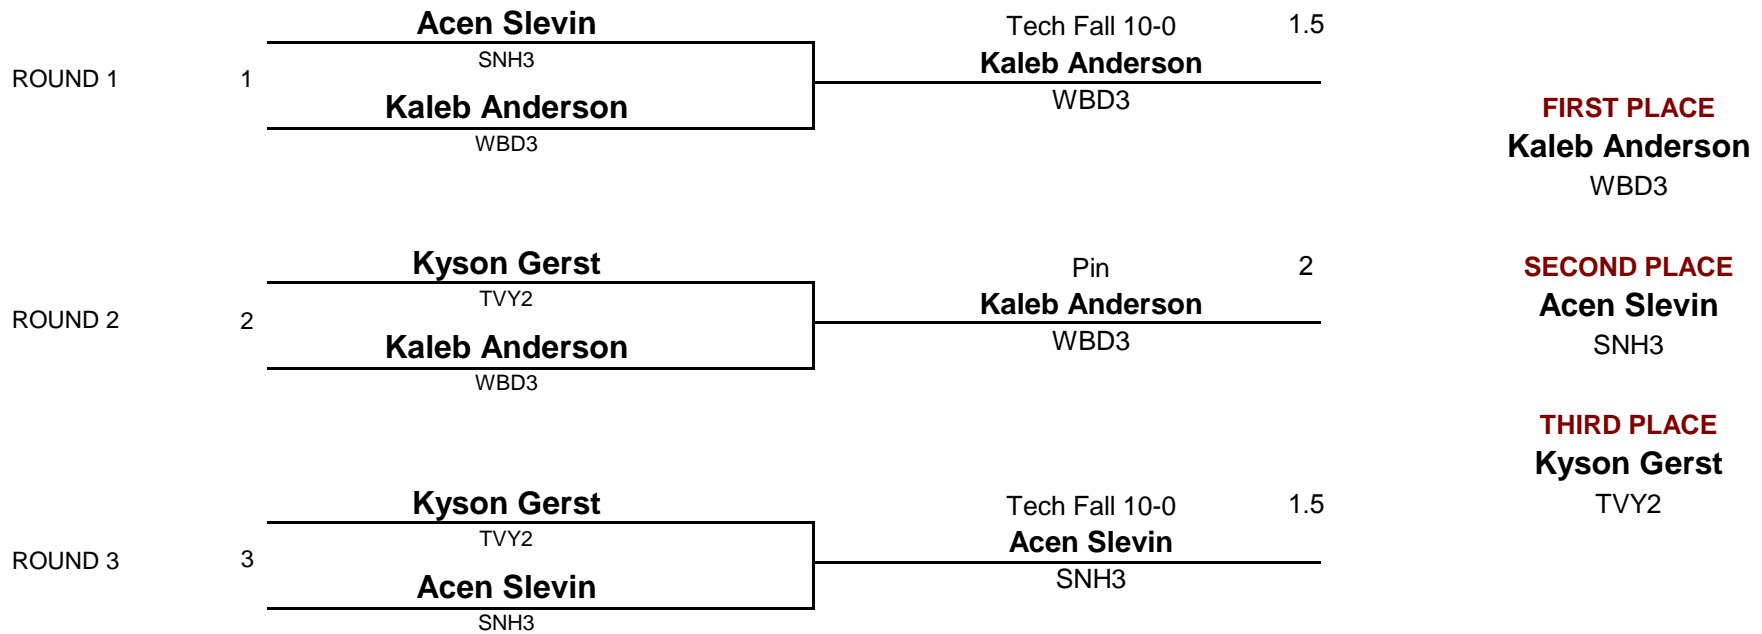 ROUND 1
1
Acen Slevin
SNH3
Kaleb Anderson
WBD3
Tech Fall 10-0
1.5
Kaleb Anderson
WBD3
ROUND 2
2
Kyson Gerst
TVY2
Kaleb Anderson
WBD3
Pin
2
Kaleb Anderson
WBD3
ROUND 3
3
Kyson Gerst
TVY2
Acen Slevin
SNH3
Tech Fall 10-0
1.5
Acen Slevin
SNH3
FIRST PLACE
Kaleb Anderson
WBD3
SECOND PLACE
Acen Slevin
SNH3
THIRD PLACE
Kyson Gerst
TVY2